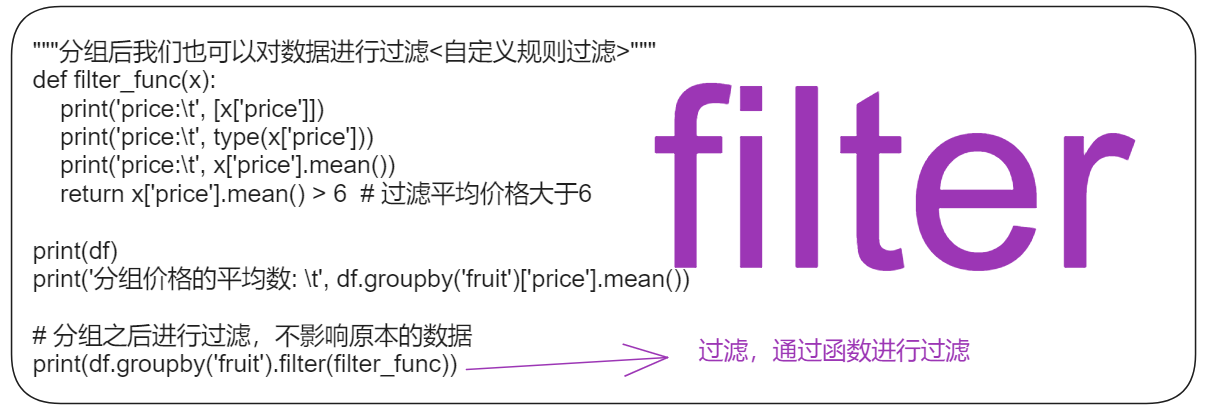 """分组后我们也可以对数据进行过滤<自定义规则过滤>"""
def filter_func(x):
    print('price:\t', [x['price']])
    print('price:\t', type(x['price']))
    print('price:\t', x['price'].mean())
    return x['price'].mean() > 6  # 过滤平均价格大于6
filter
print(df)
print('分组价格的平均数: \t', df.groupby('fruit')['price'].mean())
# 分组之后进行过滤，不影响原本的数据
print(df.groupby('fruit').filter(filter_func))
过滤，通过函数进行过滤